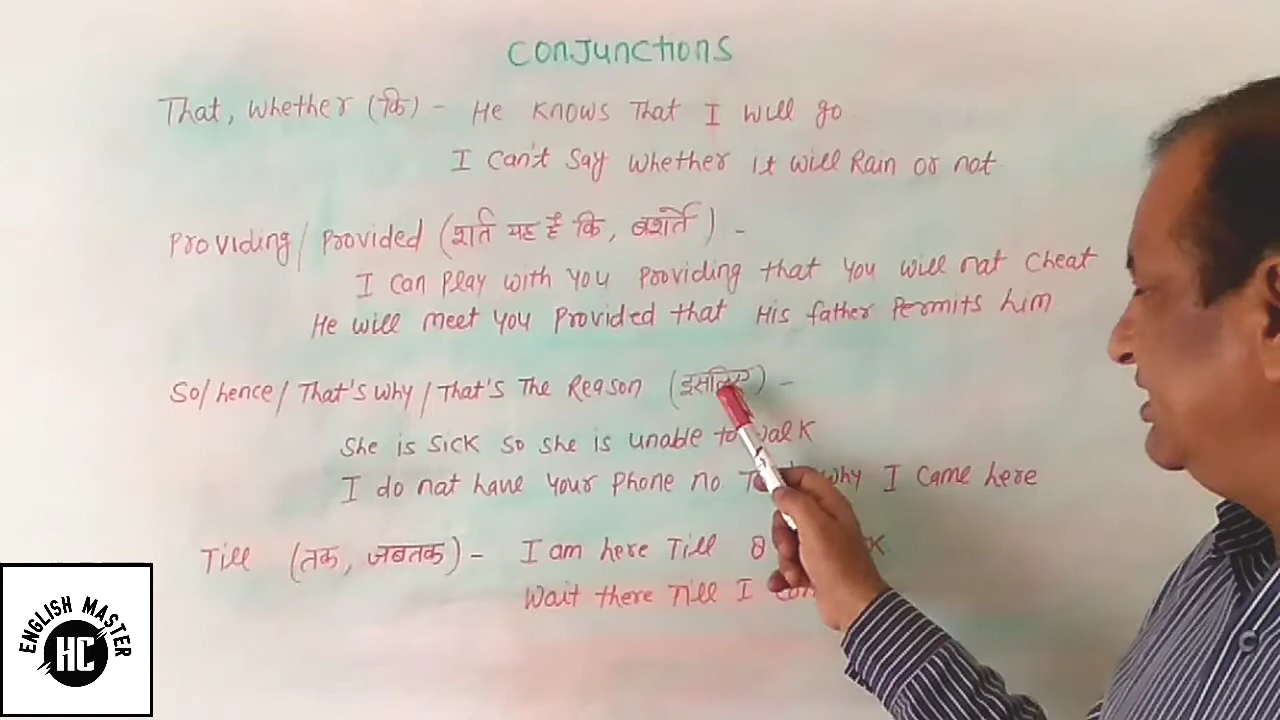 CONJUNCTIONS
That, Whether (कि) - He Knows That I will go
I Can't Say Whether it will Rain or not
Providing / Provided (शर्त यह है कि, बशर्ते) -
I Can Play with You Providing that You will not Cheat
He will meet You Provided that His father Permits him
So/hence/That's Why/That's The Reason (इसलिए) -
She is Sick So She is Unable to walk
I do not have Your Phone no. Why I Came here
Till (तक, जबतक) - I am here Till 8
Wait there Till I
ENGLISH MASTER
HC